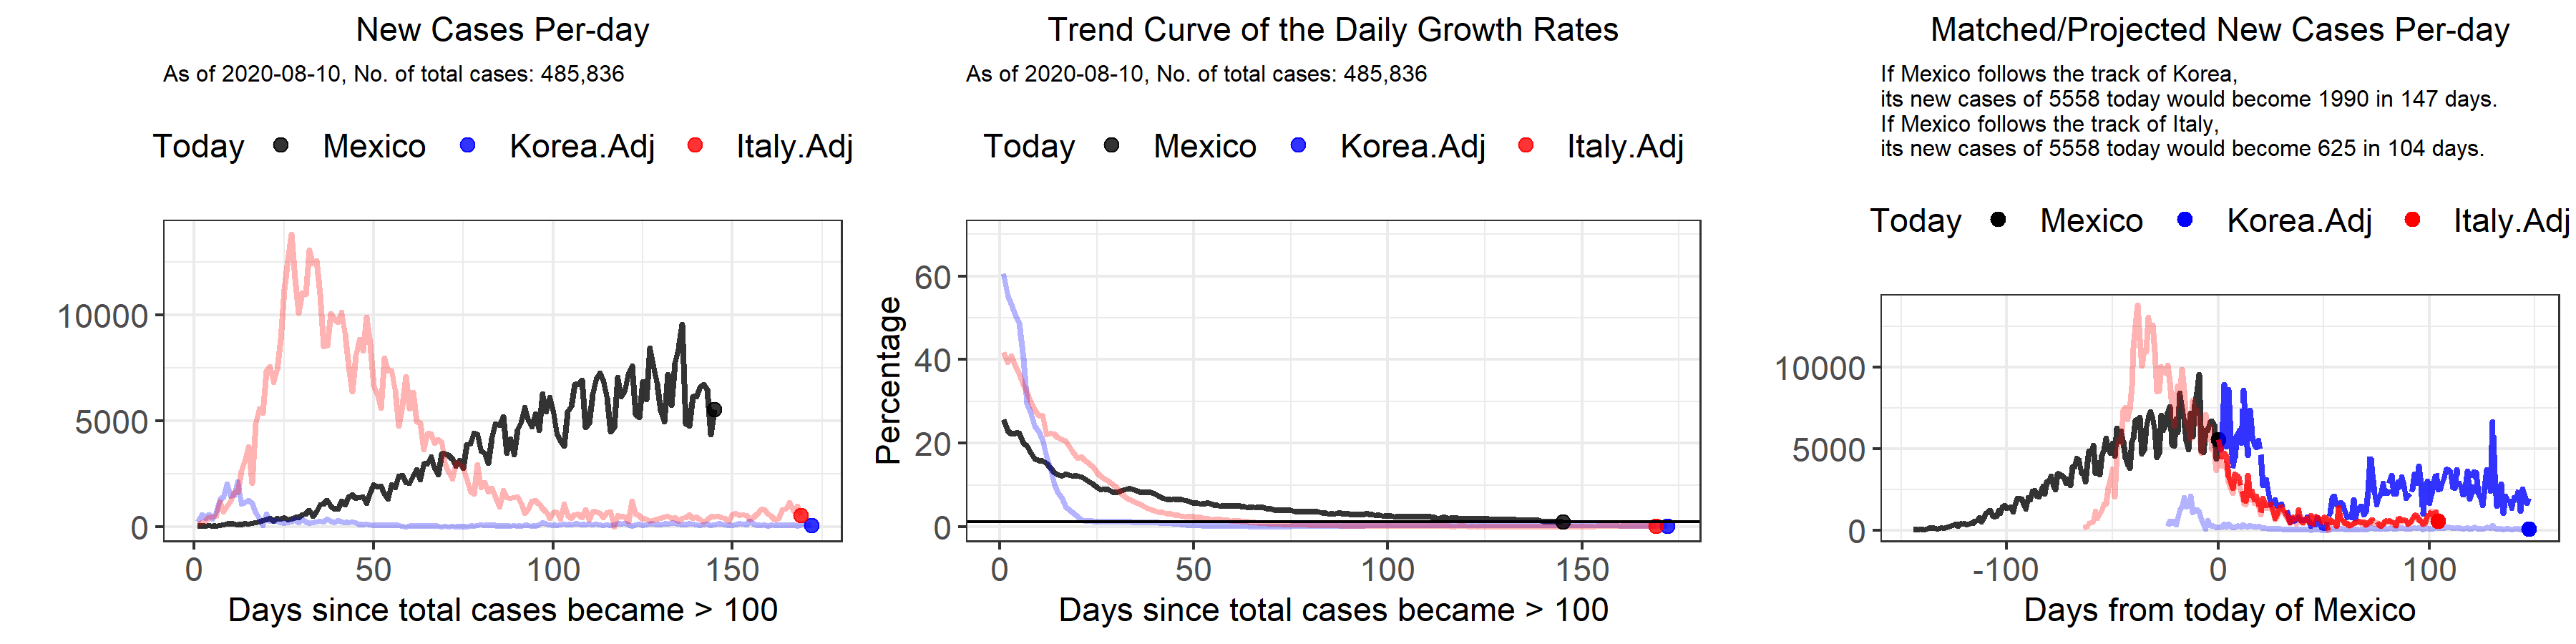 New Cases Per-day
As of 2020-08-10, No. of total cases: 485,836
Today Mexico Korea.Adj Italy.Adj
10000
5000
0
0 50 100 150
Days since total cases became > 100
Trend Curve of the Daily Growth Rates
As of 2020-08-10, No. of total cases: 485,836
Today Mexico Korea.Adj Italy.Adj
Percentage
60
40
20
0
0 50 100 150
Days since total cases became > 100
Matched/Projected New Cases Per-day
If Mexico follows the track of Korea,
its new cases of 5558 today would become 1990 in 147 days.
If Mexico follows the track of Italy,
its new cases of 5558 today would become 625 in 104 days.
Today Mexico Korea.Adj Italy.Adj
10000
5000
0
-100 0 100
Days from today of Mexico